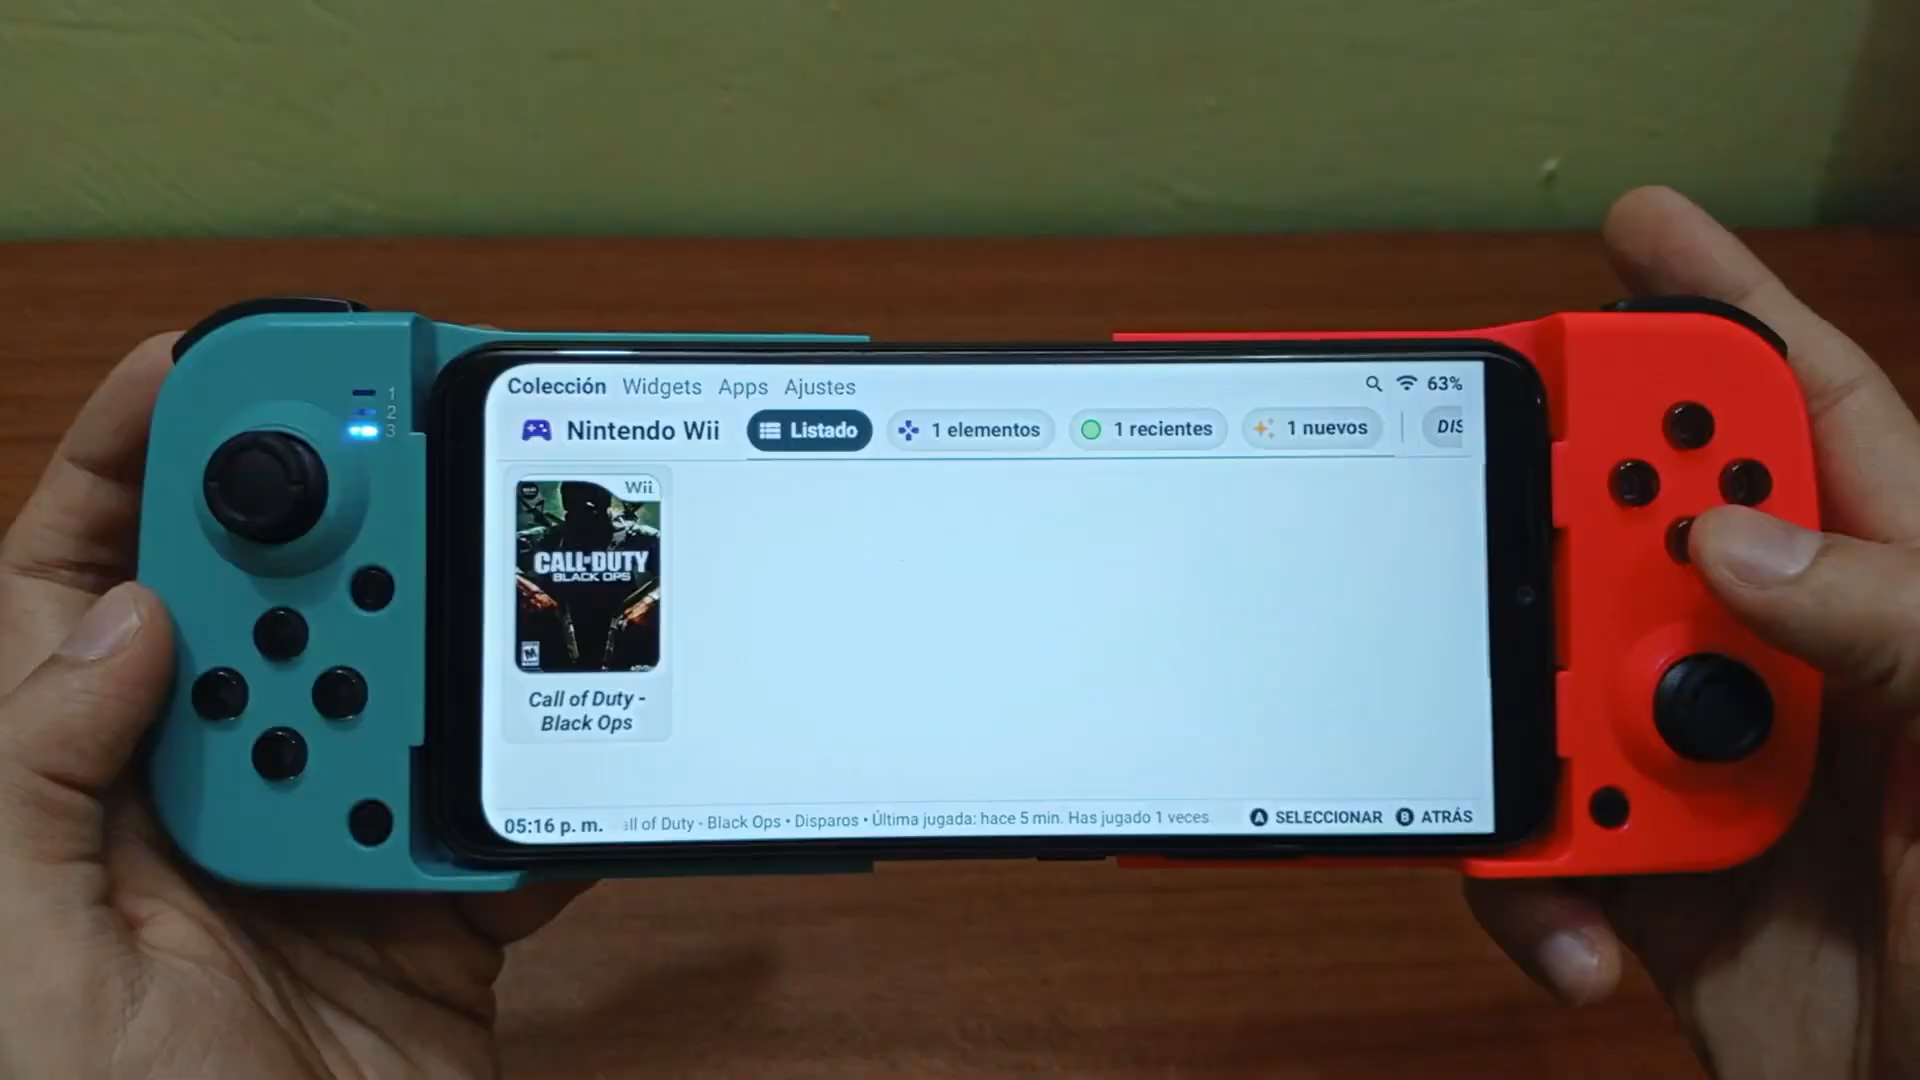 Colección Widgets Apps Ajustes 63%
Nintendo Wii Listado 1 elementos 1 recientes 1 nuevos DIS
1
2
3
Wii
CALL OF DUTY
BLACK OPS
M
Call of Duty -
Black Ops
05:16 p. m. all of Duty - Black Ops • Disparos • Última jugada: hace 5 min. Has jugado 1 veces. A SELECCIONAR B ATRÁS